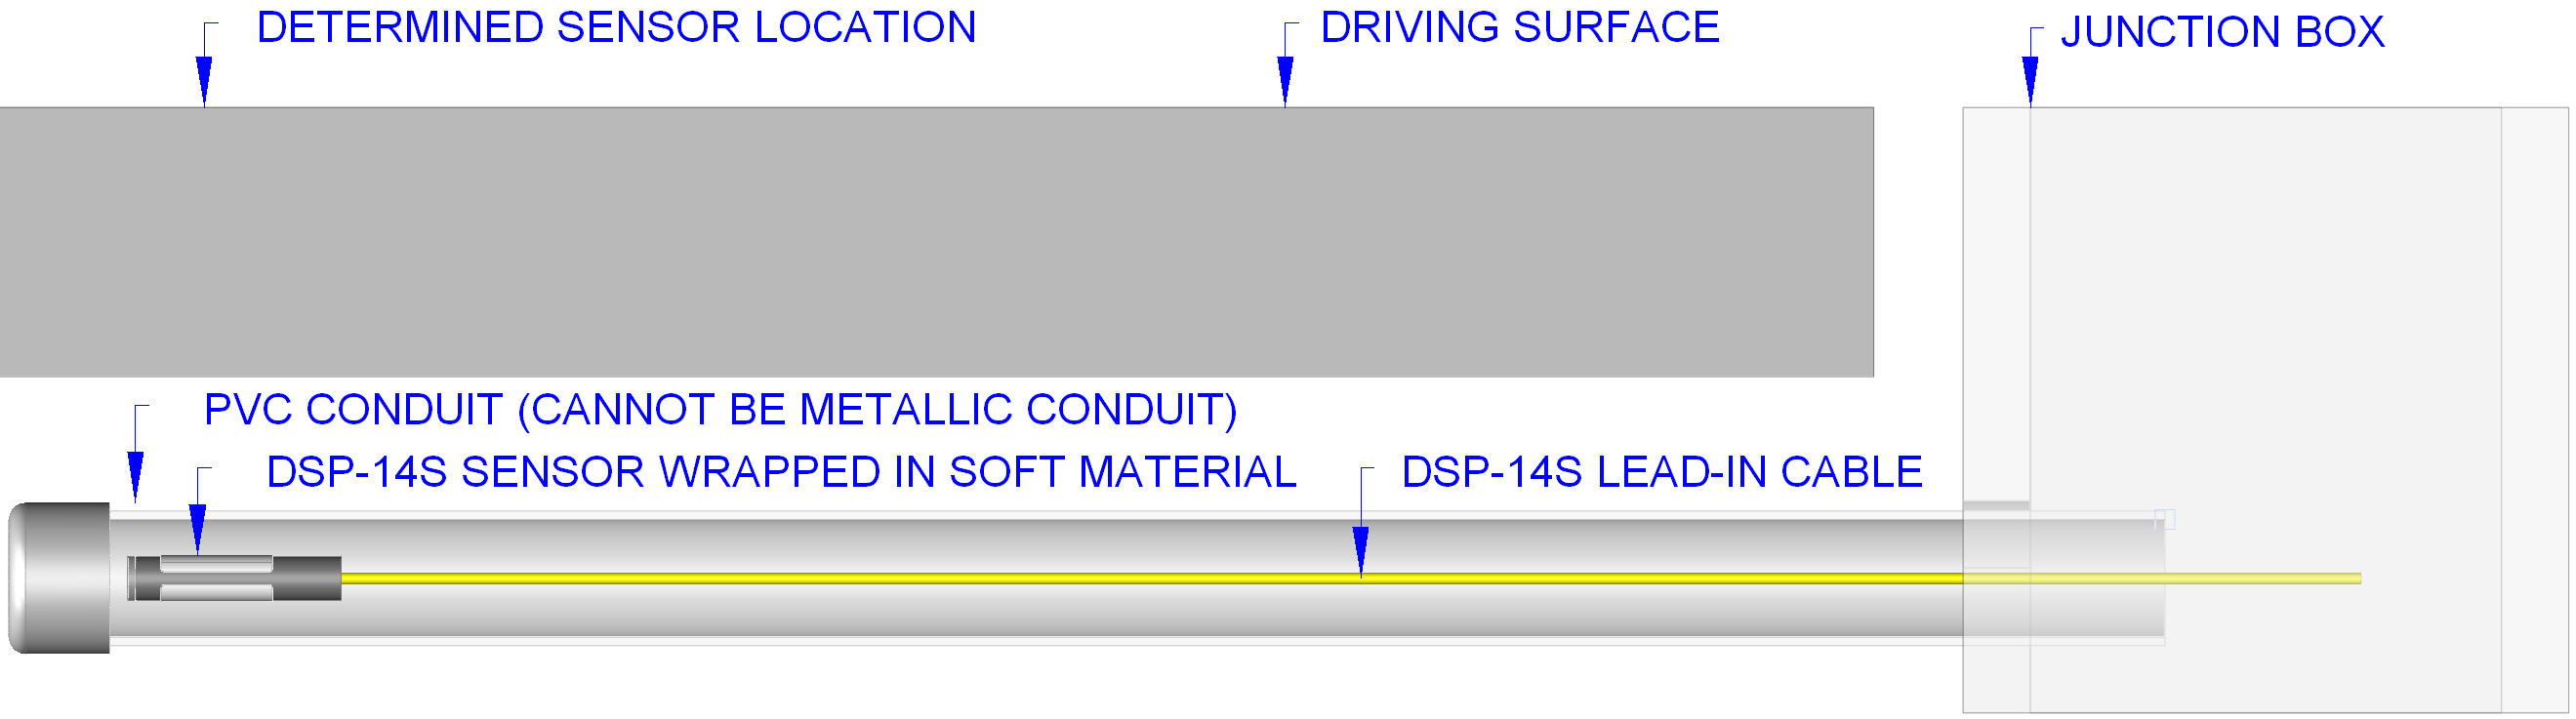 DETERMINED SENSOR LOCATION
DRIVING SURFACE
JUNCTION BOX
PVC CONDUIT (CANNOT BE METALLIC CONDUIT)
DSP-14S SENSOR WRAPPED IN SOFT MATERIAL
DSP-14S LEAD-IN CABLE